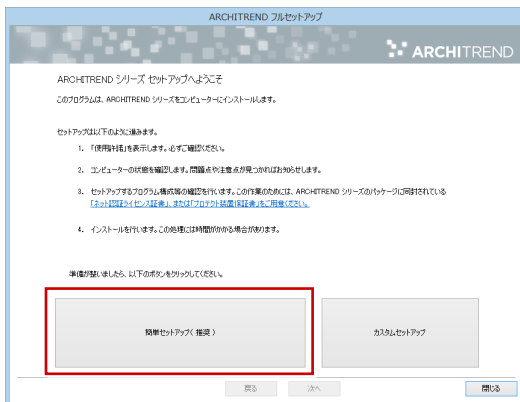 ARCHITREND フルセットアップ
ARCHITREND
ARCHITREND シリーズ セットアップへようこそ
このプログラムは、ARCHITREND シリーズをコンピューターにインストールします。
セットアップは以下のように進みます。
1. 「使用許諾」を表示します。必ずご確認ください。
2. コンピューターの状態を確認します。問題点や注意点が見つかればお知らせします。
3. セットアップするプログラム構成等の確認を行います。この作業のためには、ARCHITREND シリーズのパッケージに同封されている
「ネット認証ライセンス証書」、または「プロテクト装置保証書」をご用意ください。
4. インストールを行います。この処理には時間がかかる場合があります。
準備が整いましたら、以下のボタンをクリックしてください。
簡単セットアップ( 推奨 )
カスタムセットアップ
戻る
次へ
閉じる